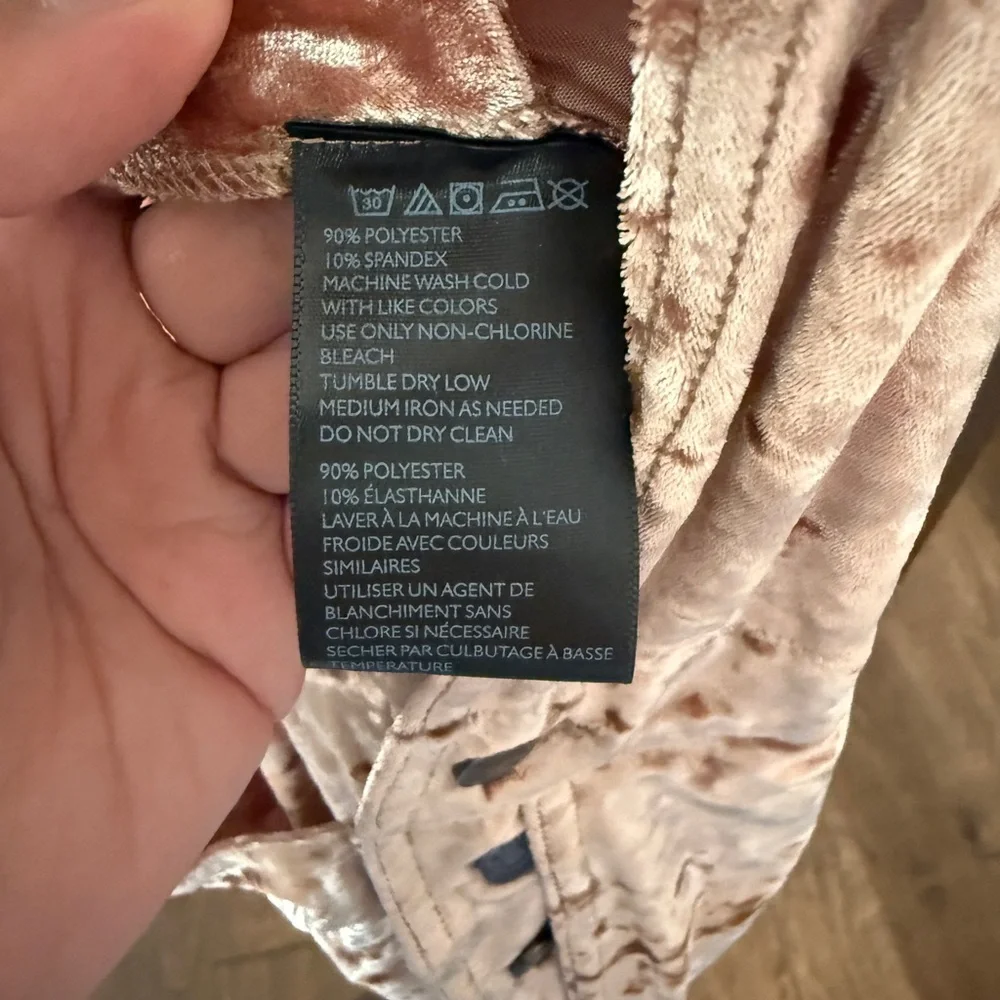 30
90% POLYESTER
10% SPANDEX
MACHINE WASH COLD
WITH LIKE COLORS
USE ONLY NON-CHLORINE
BLEACH
TUMBLE DRY LOW
MEDIUM IRON AS NEEDED
DO NOT DRY CLEAN
90% POLYESTER
10% ÉLASTHANNE
LAVER À LA MACHINE À L'EAU
FROIDE AVEC COULEURS
SIMILAIRES
UTILISER UN AGENT DE
BLANCHIMENT SANS
CHLORE SI NÉCESSAIRE
SECHER PAR CULBUTAGE À BASSE
TEMPERATURE